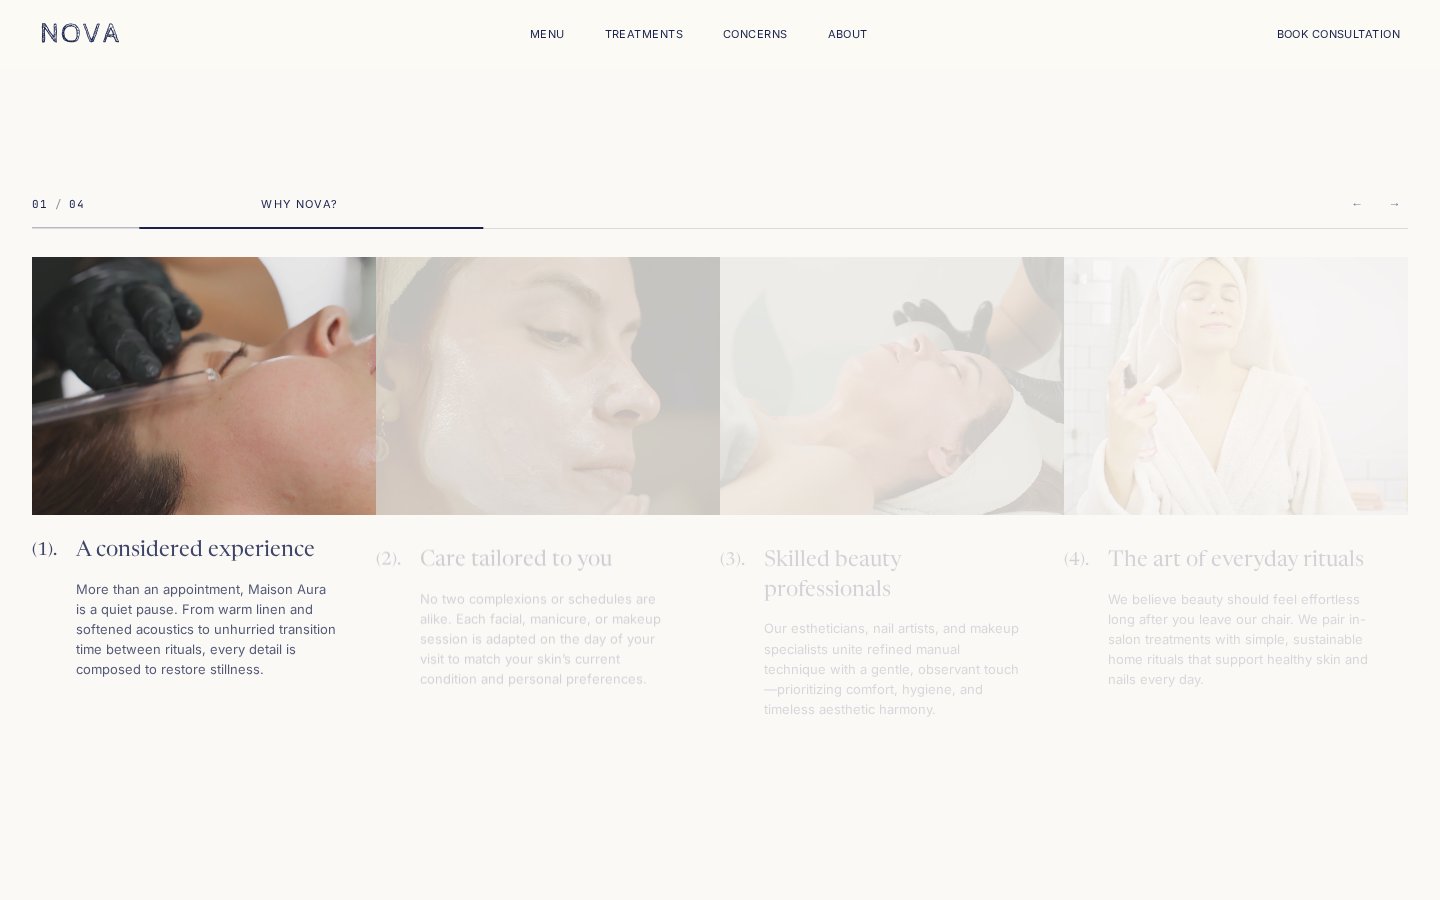 NOVA
MENU
TREATMENTS
CONCERNS
ABOUT
BOOK CONSULTATION
01 / 04
WHY NOVA?
← →
(1). A considered experience
More than an appointment, Maison Aura
is a quiet pause. From warm linen and
softened acoustics to unhurried transition
time between rituals, every detail is
composed to restore stillness.
(2). Care tailored to you
No two complexions or schedules are
alike. Each facial, manicure, or makeup
session is adapted on the day of your
visit to match your skin’s current
condition and personal preferences.
(3). Skilled beauty
professionals
Our estheticians, nail artists, and makeup
specialists unite refined manual
technique with a gentle, observant touch
—prioritizing comfort, hygiene, and
timeless aesthetic harmony.
(4). The art of everyday rituals
We believe beauty should feel effortless
long after you leave our chair. We pair in-
salon treatments with simple, sustainable
home rituals that support healthy skin and
nails every day.